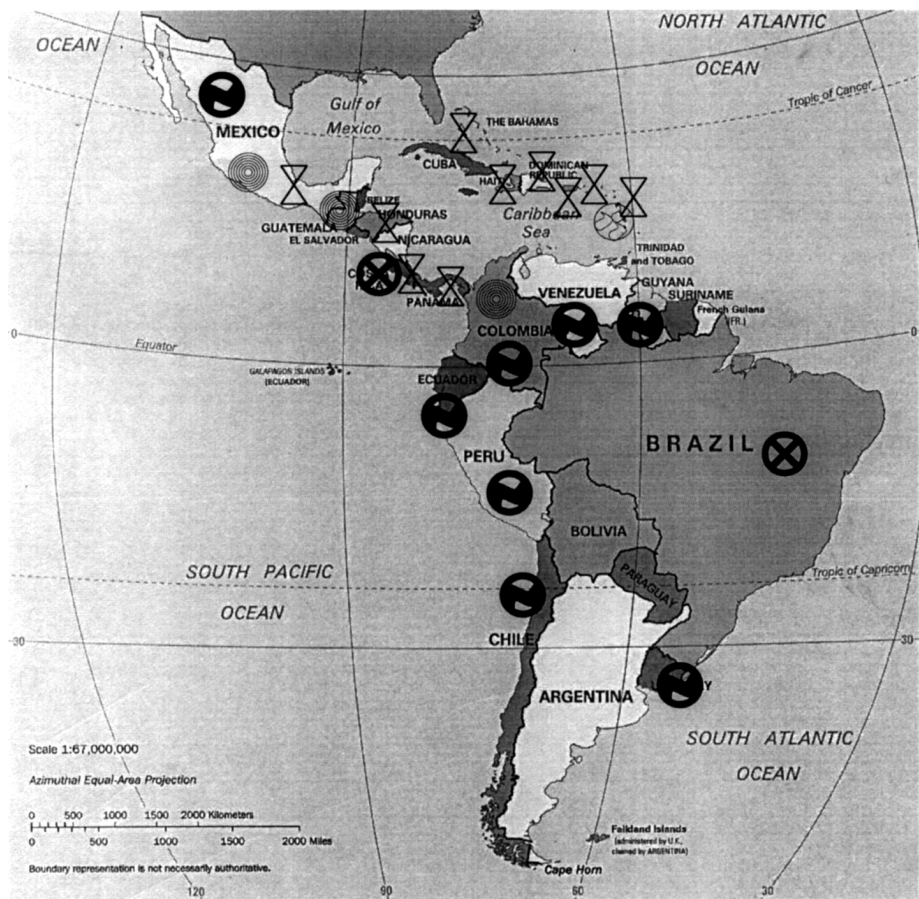 NORTH ATLANTIC
OCEAN
OCEAN
Tropic of Cancer
Gulf of
Mexico
THE BAHAMAS
MEXICO
CUBA
DOMINICAN
REPUBLIC
HAITI
BELIZE
HONDURAS
Caribbean
Sea
GUATEMALA
EL SALVADOR
NICARAGUA
TRINIDAD
and TOBAGO
PANAMA
VENEZUELA
GUYANA
SURINAME
French Guiana
(FR.)
COLOMBIA
0
0
Equator
GALAPAGOS ISLANDS
(ECUADOR)
ECUADOR
BRAZIL
PERU
BOLIVIA
SOUTH PACIFIC
OCEAN
Tropic of Capricorn
PARAGUAY
30
30
CHILE
ARGENTINA
SOUTH ATLANTIC
OCEAN
Scale 1:67,000,000
Azimuthal Equal-Area Projection
0 500 1000 1500 2000 Kilometers
0 500 1000 1500 2000 Miles
Boundary representation is not necessarily authoritative.
Falkland Islands
(administered by U.K.,
claimed by ARGENTINA)
Cape Horn
120
90
60
30